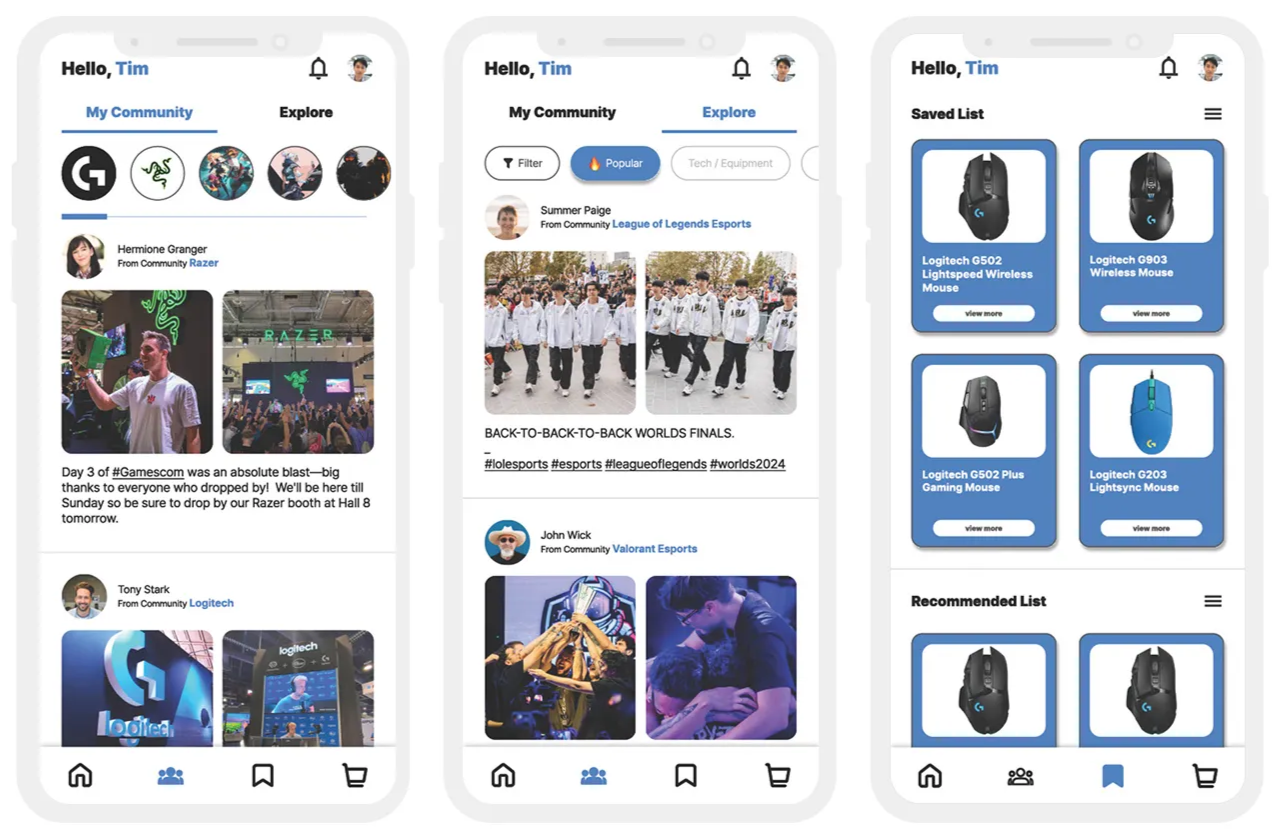 Hello, Tim
My Community
Explore
Hermione Granger
From Community Razer
RAZER
Day 3 of #Gamescom was an absolute blast—big
thanks to everyone who dropped by!  We'll be here till
Sunday so be sure to drop by our Razer booth at Hall 8
tomorrow.
Tony Stark
From Community Logitech
logitech
logitech
Hello, Tim
My Community
Explore
Filter
Popular
Tech / Equipment
Summer Paige
From Community League of Legends Esports
BACK-TO-BACK-TO-BACK WORLDS FINALS.
_
#lolesports #esports #leagueoflegends #worlds2024
John Wick
From Community Valorant Esports
Hello, Tim
Saved List
Logitech G502
Lightspeed Wireless
Mouse
view more
Logitech G903
Wireless Mouse
view more
Logitech G502 Plus
Gaming Mouse
view more
Logitech G203
Lightsync Mouse
view more
Recommended List